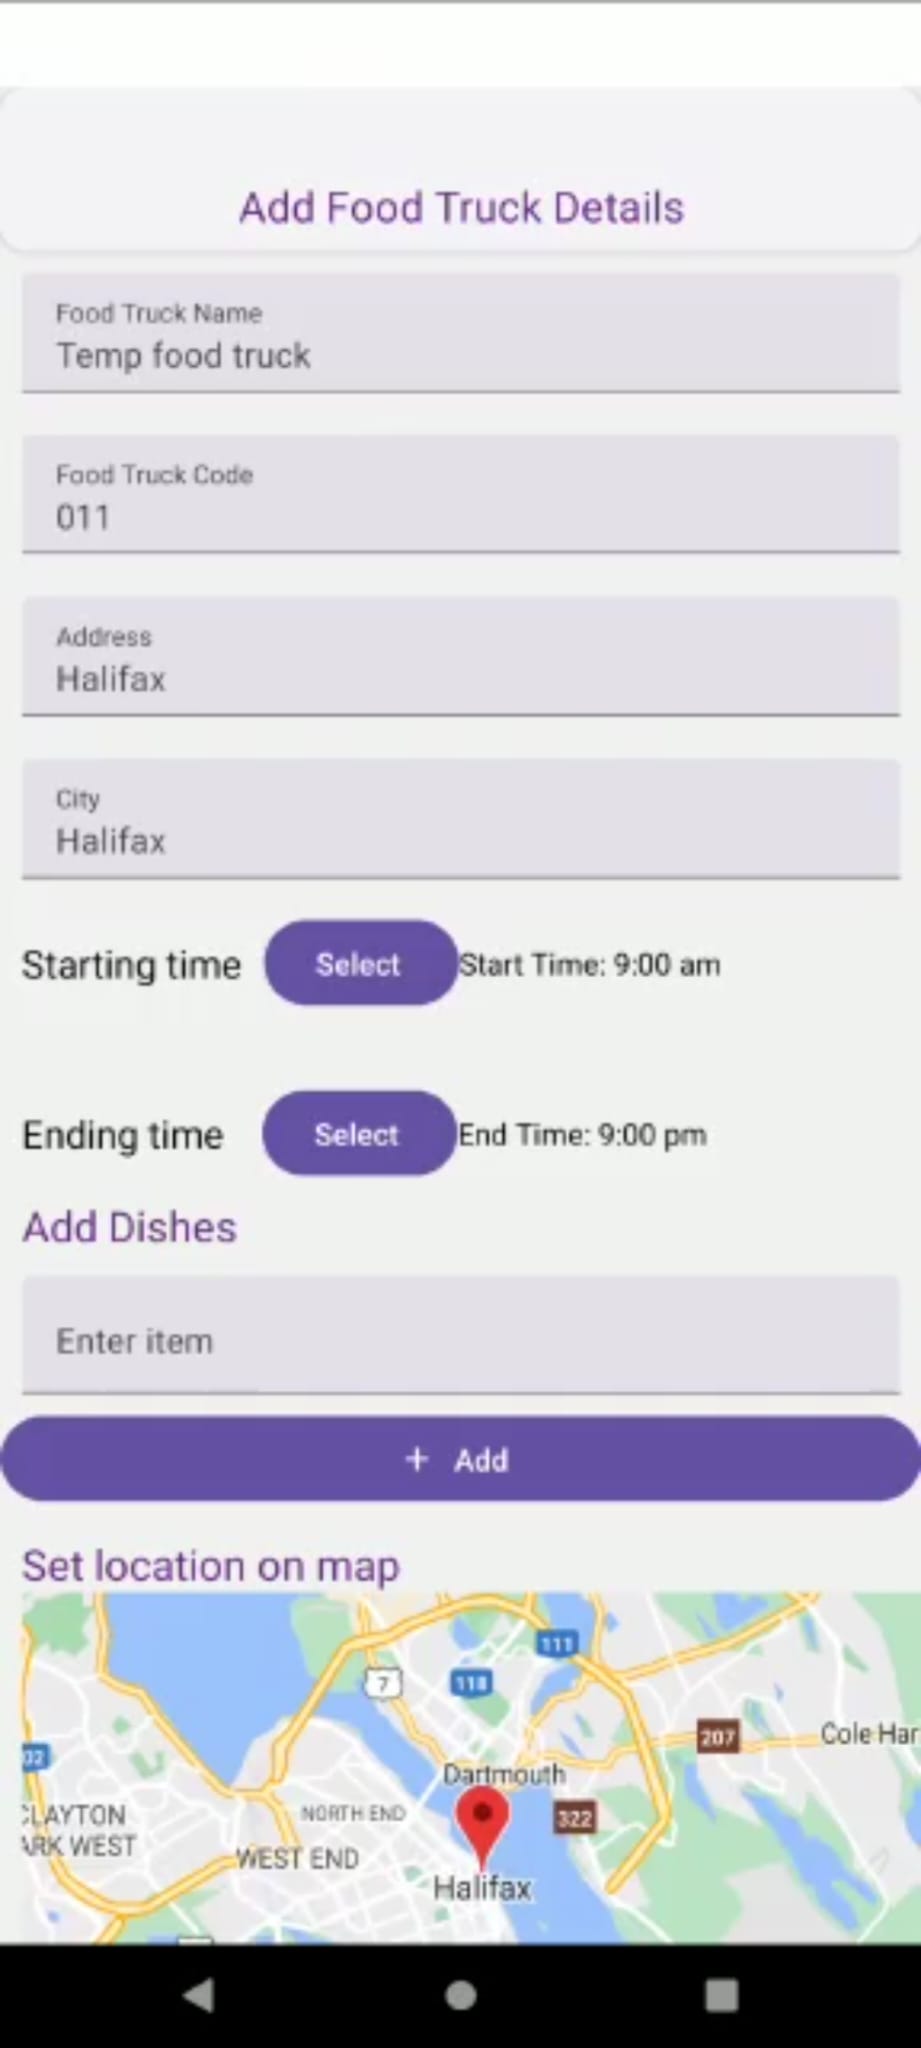 Add Food Truck Details
Food Truck Name
Temp food truck
Food Truck Code
011
Address
Halifax
City
Halifax
Starting time Select Start Time: 9:00 am
Ending time Select End Time: 9:00 pm
Add Dishes
Enter item
+ Add
Set location on map
111
7 118
207 Cole Har
02
Dartmouth
CLAYTON NORTH END 322
ARK WEST
WEST END
Halifax